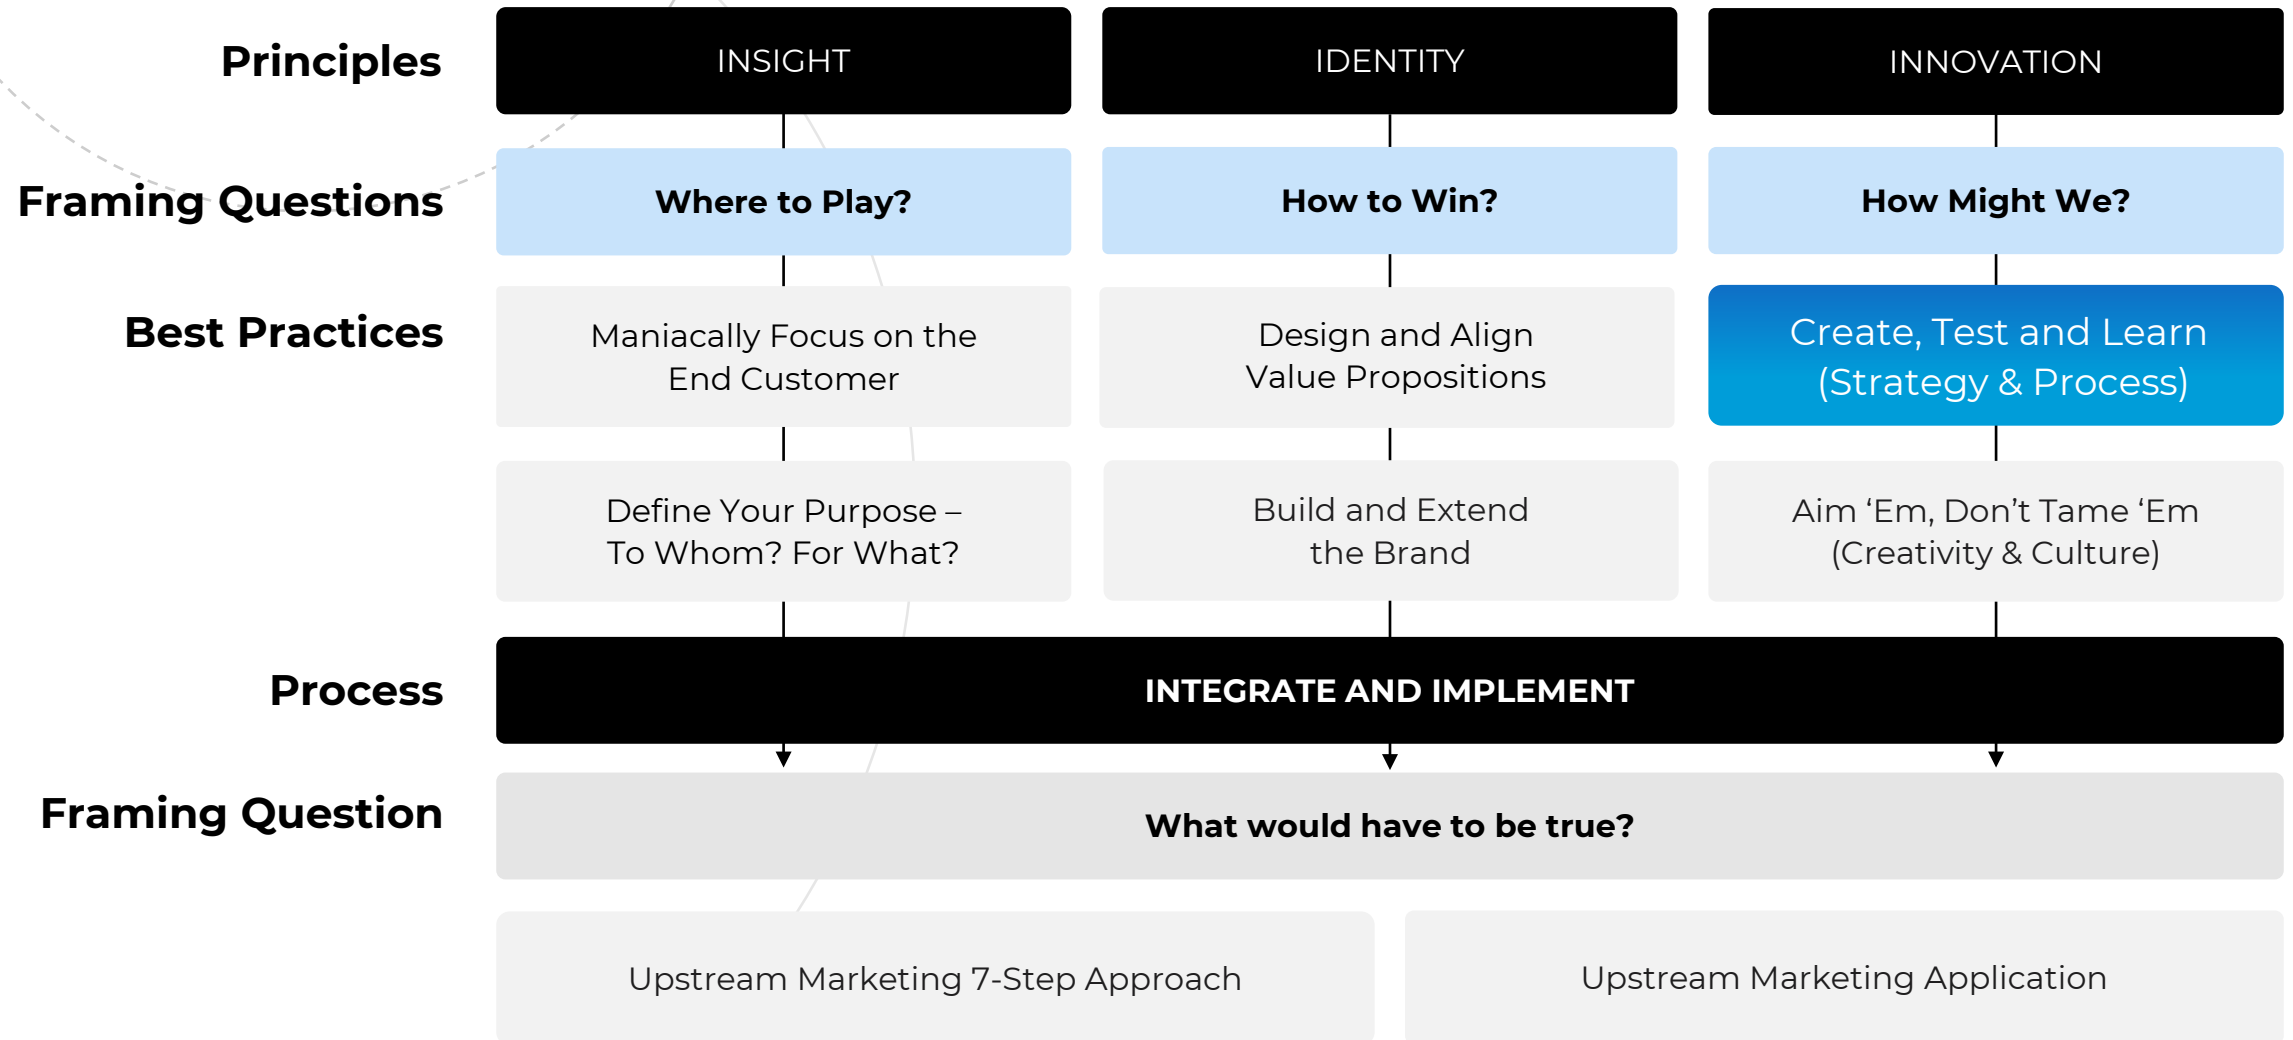 Principles
INSIGHT
IDENTITY
INNOVATION
Framing Questions
Where to Play?
How to Win?
How Might We?
Best Practices
Maniacally Focus on the
End Customer
Design and Align
Value Propositions
Create, Test and Learn
(Strategy & Process)
Define Your Purpose –
To Whom? For What?
Build and Extend
the Brand
Aim ‘Em, Don’t Tame ‘Em
(Creativity & Culture)
Process
INTEGRATE AND IMPLEMENT
Framing Question
What would have to be true?
Upstream Marketing 7-Step Approach
Upstream Marketing Application